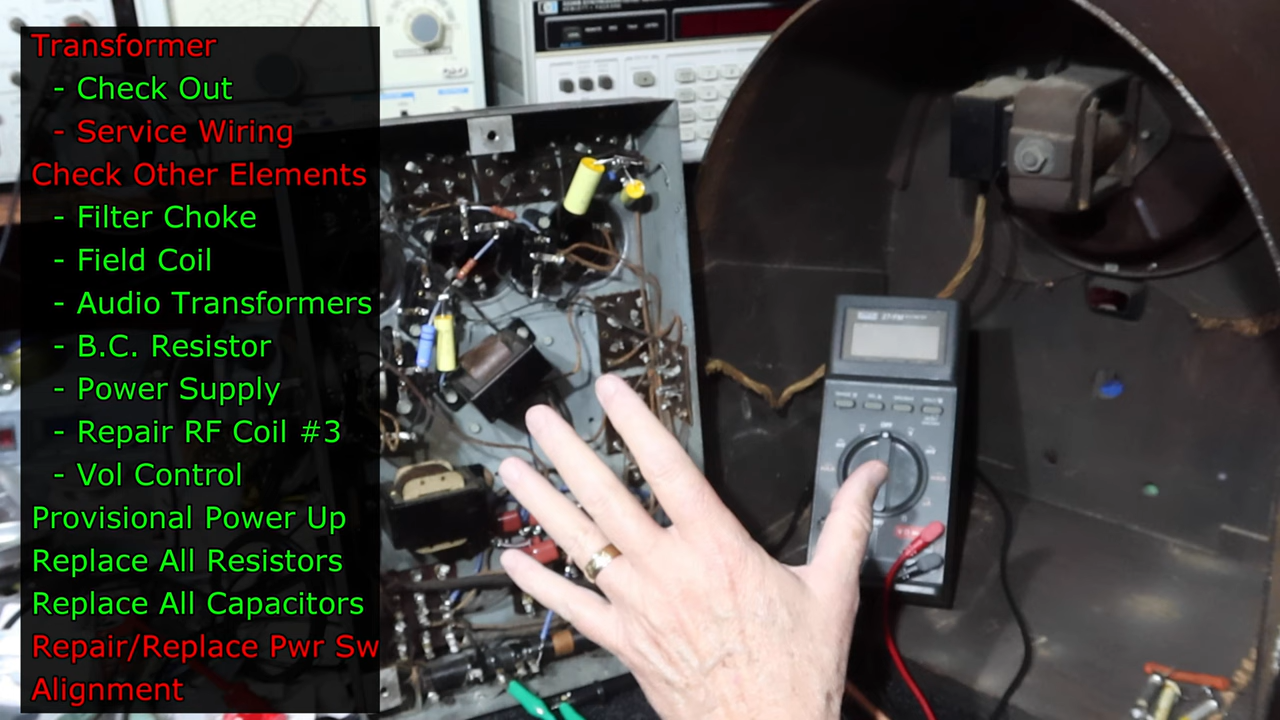 Transformer
- Check Out
- Service Wiring
Check Other Elements
- Filter Choke
- Field Coil
- Audio Transformers
- B.C. Resistor
- Power Supply
- Repair RF Coil #3
- Vol Control
Provisional Power Up
Replace All Resistors
Replace All Capacitors
Repair/Replace Pwr Sw
Alignment
OFF